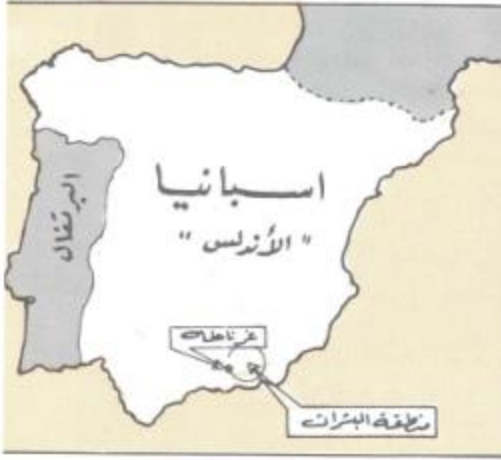 اسبانيا
"الأندلس"
البرتغال
غرناطة
منطقة البشرات